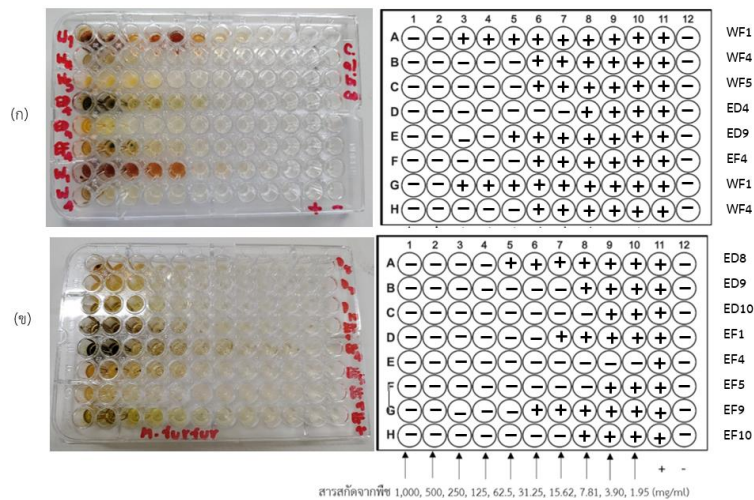 (ก)
1 2 3 4 5 6 7 8 9 10 11 12
A − − + + + + + + + + + − WF1
B − − − − − + + + + + + − WF4
C − − − − − + + + + + + − WF5
D − − − − − − − + + + + − ED4
E − − − − + + + + + + + − ED9
F − − − − − + + + + + + − EF4
G − − + + + + + + + + + − WF1
H − − − − − + + + + + + − WF4
+ -
(ข)
1 2 3 4 5 6 7 8 9 10 11 12
A − − − − + + + + + + + − ED8
B − − − − − − − + + + + − ED9
C − − − − − − − − + + + − ED10
D − − − − − − + + + + + − EF1
E − − − − − − − − − − + − EF4
F − − − − − − − − + + + − EF5
G − − − − − + + + + + + − EF9
H − − − − − − − + + + + − EF10
M. furfur
+ -
สารสกัดจากพืช 1,000, 500, 250, 125, 62.5, 31.25, 15.62, 7.81, 3.90, 1.95 (mg/ml)